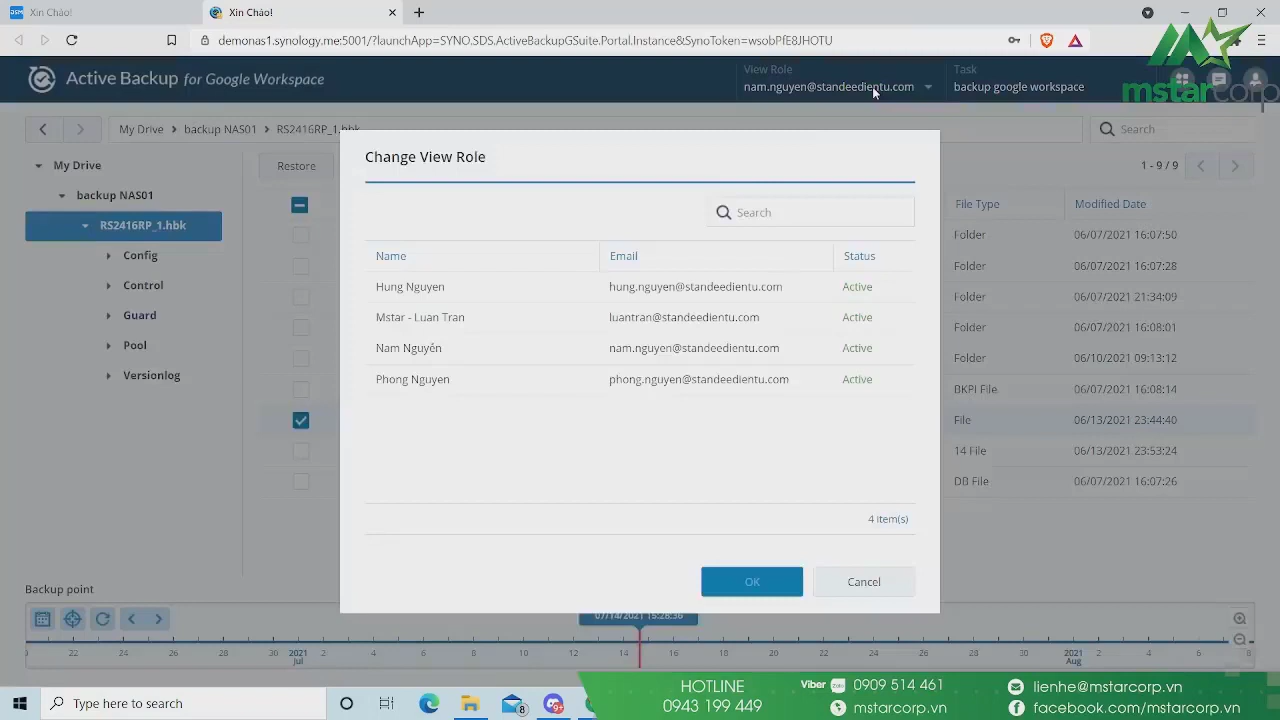 Xin Chào!
Xin Chào!
demonas1.synology.me:5001/?launchApp=SYNO.SDS.ActiveBackupGSuite.Portal.Instance&SynoToken=wsobPfE8JHOTU
Active Backup for Google Workspace
View Role
nam.nguyen@standeedientu.com
Task
backup google workspace
mstarcorp
My Drive
backup NAS01
RS2416RP_1.hbk
Search
My Drive
backup NAS01
RS2416RP_1.hbk
Config
Control
Guard
Pool
Versionlog
Restore
1 - 9 / 9
File Type Modified Date
Folder 06/07/2021 16:07:50
Folder 06/07/2021 16:07:28
Folder 06/07/2021 21:34:09
Folder 06/07/2021 16:08:01
Folder 06/10/2021 09:13:12
BKPI File 06/07/2021 16:08:14
File 06/13/2021 23:44:40
14 File 06/13/2021 23:53:24
DB File 06/07/2021 16:07:26
Change View Role
Search
Name Email Status
Hung Nguyen hung.nguyen@standeedientu.com Active
Mstar - Luan Tran luantran@standeedientu.com Active
Nam Nguyễn nam.nguyen@standeedientu.com Active
Phong Nguyen phong.nguyen@standeedientu.com Active
4 item(s)
OK Cancel
Backup point
07/14/2021 15:28:36
22 24 26 28 30 2021 2 4 6 8 10 12 14 16 18 20 22 24 26 28 30 2021 2 4 6 8
Jul Aug
Type here to search
HOTLINE
0943 199 449
Viber Zalo 0909 514 461
mstarcorp.vn
lienhe@mstarcorp.vn
facebook.com/mstarcorp.vn